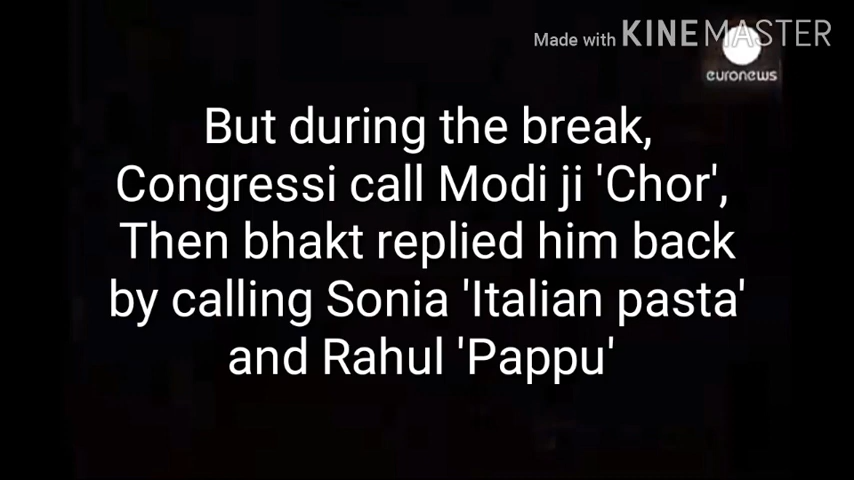 Made with KINEMASTER
euronews
But during the break,
Congressi call Modi ji 'Chor',
Then bhakt replied him back
by calling Sonia 'Italian pasta'
and Rahul 'Pappu'